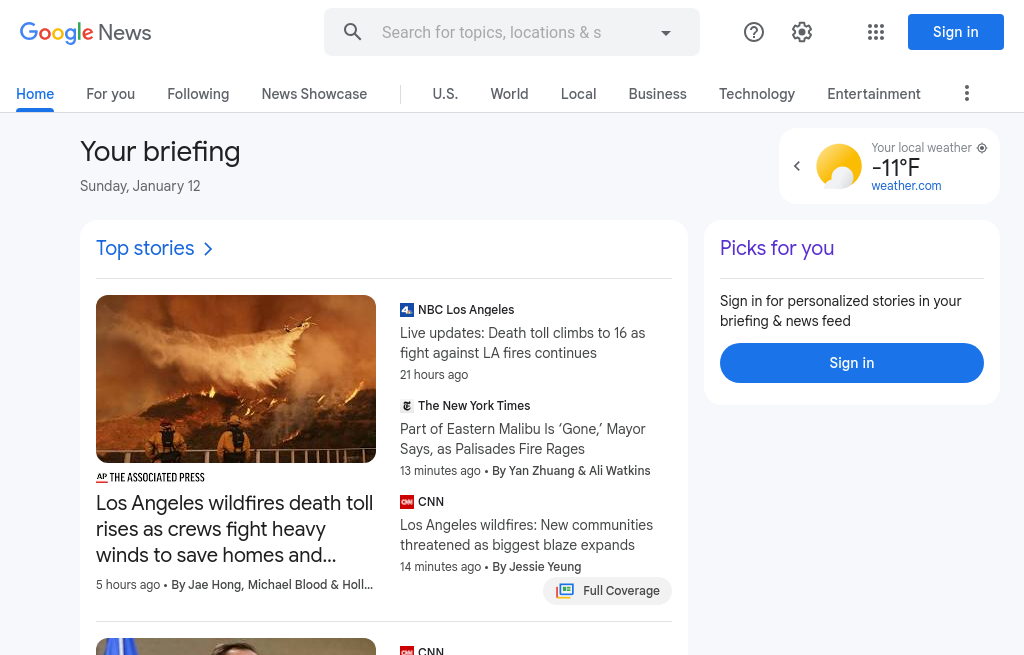 Google News
Search for topics, locations & s
Sign in
Home
For you
Following
News Showcase
U.S.
World
Local
Business
Technology
Entertainment
Your briefing
Sunday, January 12
Your local weather
-11°F
weather.com
Top stories
AP THE ASSOCIATED PRESS
Los Angeles wildfires death toll
rises as crews fight heavy
winds to save homes and...
5 hours ago • By Jae Hong, Michael Blood & Holl...
NBC Los Angeles
Live updates: Death toll climbs to 16 as
fight against LA fires continues
21 hours ago
The New York Times
Part of Eastern Malibu Is ‘Gone,’ Mayor
Says, as Palisades Fire Rages
13 minutes ago • By Yan Zhuang & Ali Watkins
CNN
Los Angeles wildfires: New communities
threatened as biggest blaze expands
14 minutes ago • By Jessie Yeung
Full Coverage
CNN
Picks for you
Sign in for personalized stories in your
briefing & news feed
Sign in